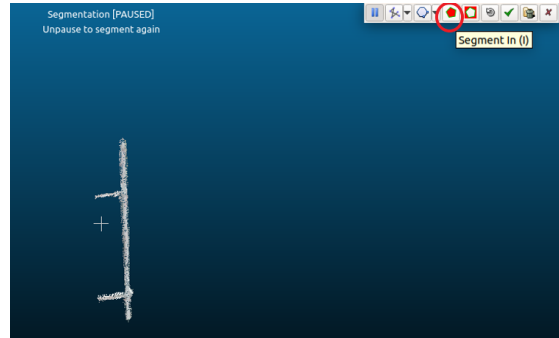 Segmentation [PAUSED]
Unpause to segment again
Segment In (I)